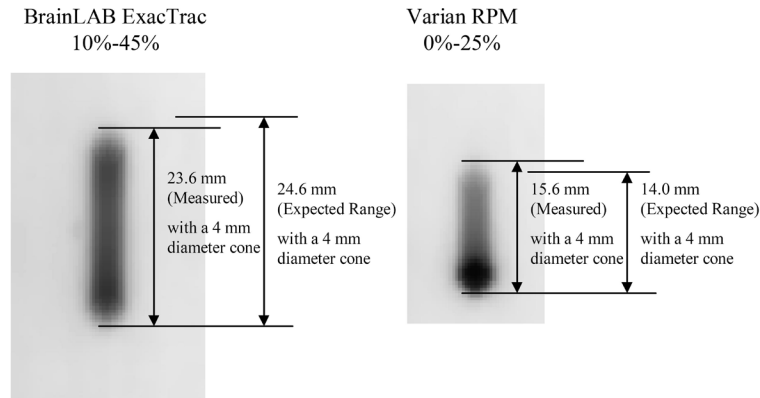 BrainLAB ExacTrac
10%-45%
23.6 mm
(Measured)
with a 4 mm
diameter cone
24.6 mm
(Expected Range)
with a 4 mm
diameter cone
Varian RPM
0%-25%
15.6 mm
(Measured)
with a 4 mm
diameter cone
14.0 mm
(Expected Range)
with a 4 mm
diameter cone